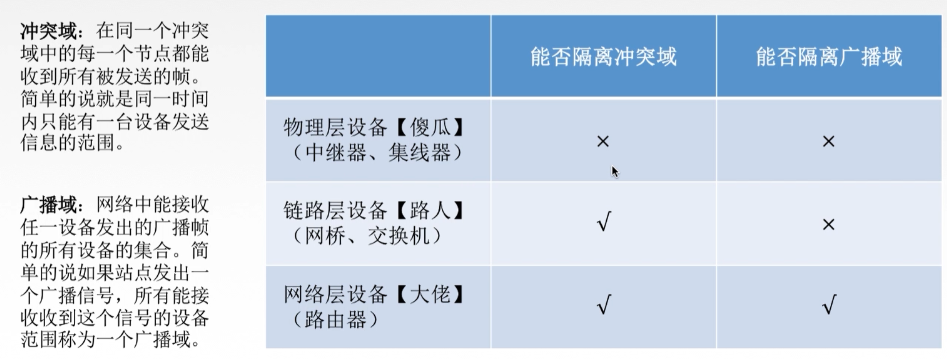 冲突域：在同一个冲突
域中的每一个节点都能
收到所有被发送的帧。
简单的说就是同一时间
内只能有一台设备发送
信息的范围。
广播域：网络中能接收
任一设备发出的广播帧
的所有设备的集合。简
单的说如果站点发出一
个广播信号，所有能接
收收到这个信号的设备
范围称为一个广播域。
能否隔离冲突域 能否隔离广播域
物理层设备【傻瓜】
（中继器、集线器） × ×
链路层设备【路人】
（网桥、交换机） √ ×
网络层设备【大佬】
（路由器） √ √